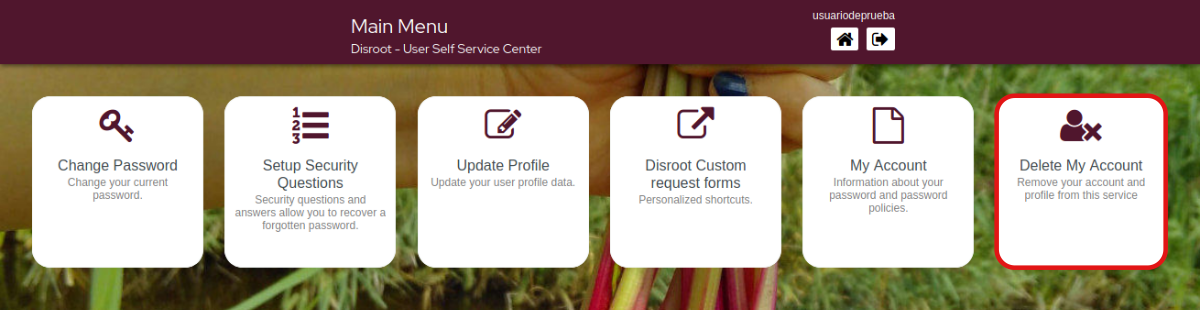 Main Menu
Disroot - User Self Service Center
usuariodeprueba
Change Password
Change your current
password.
1
2
3
Setup Security
Questions
Security questions and
answers allow you to recover a
forgotten password.
Update Profile
Update your user profile data.
Disroot Custom
request forms
Personalized shortcuts.
My Account
Information about your
password and password
policies.
Delete My Account
Remove your account and
profile from this service